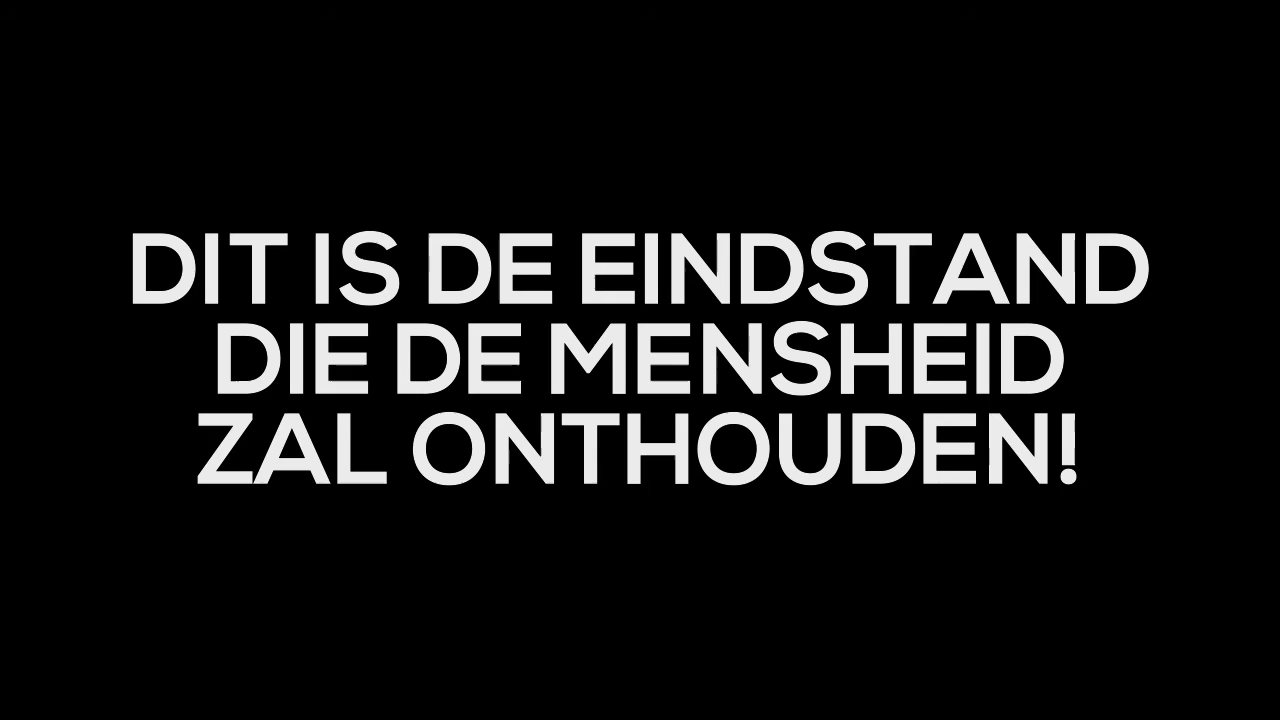 DIT IS DE EINDSTAND
DIE DE MENSHEID
ZAL ONTHOUDEN!